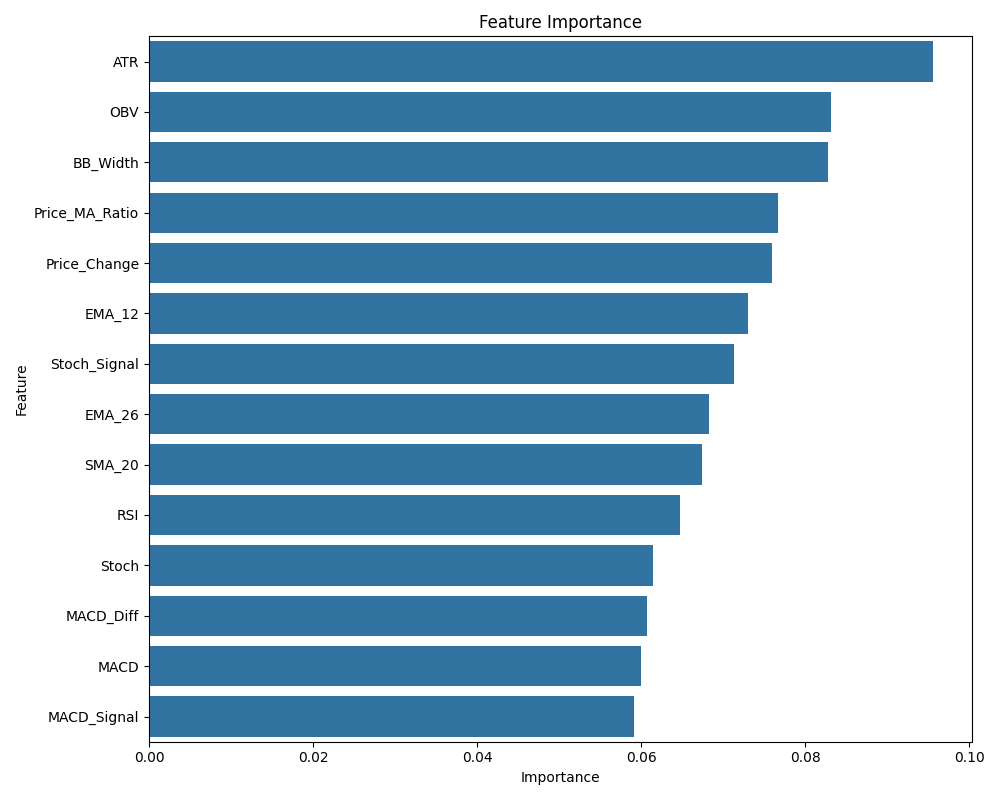 Feature Importance
Feature
ATR
OBV
BB_Width
Price_MA_Ratio
Price_Change
EMA_12
Stoch_Signal
EMA_26
SMA_20
RSI
Stoch
MACD_Diff
MACD
MACD_Signal
0.00 0.02 0.04 0.06 0.08 0.10
Importance